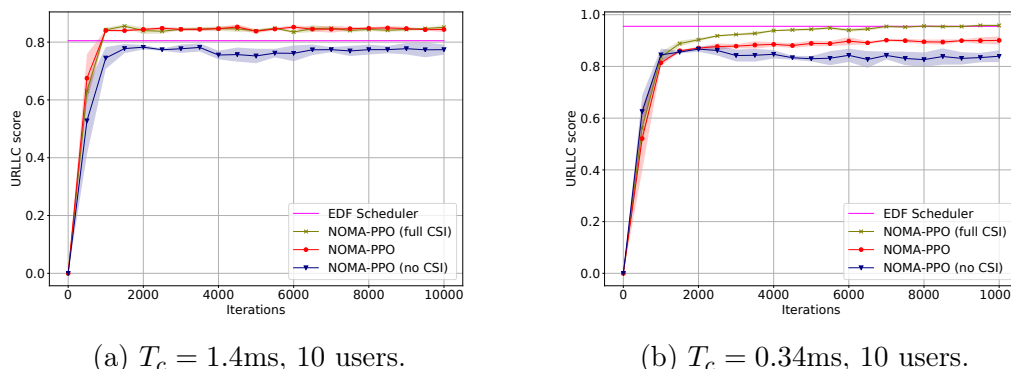 URLLC score
0.8
0.6
0.4
0.2
0.0
0 2000 4000 6000 8000 10000
Iterations
EDF Scheduler
NOMA-PPO (full CSI)
NOMA-PPO
NOMA-PPO (no CSI)
(a) T_c = 1.4ms, 10 users.
URLLC score
1.0
0.8
0.6
0.4
0.2
0.0
0 2000 4000 6000 8000 1000
Iterations
EDF Scheduler
NOMA-PPO (full CSI)
NOMA-PPO
NOMA-PPO (no CSI)
(b) T_c = 0.34ms, 10 users.